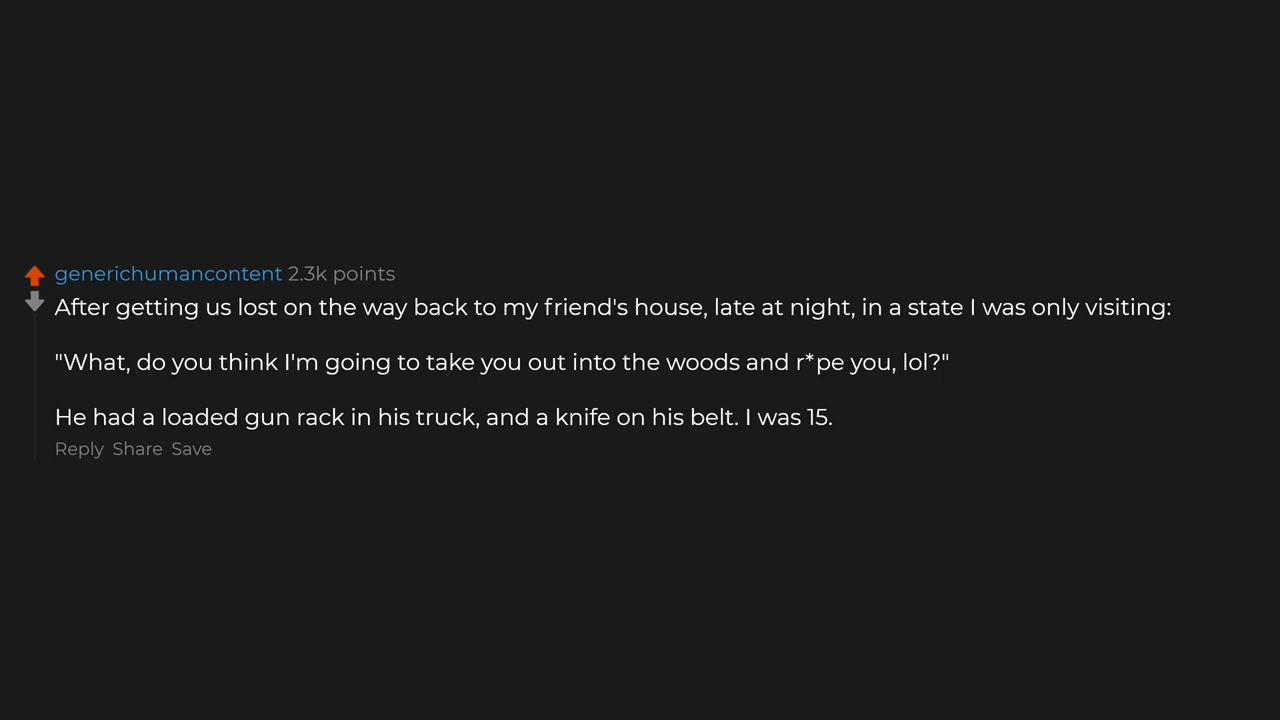 generichumancontent 2.3k points
After getting us lost on the way back to my friend's house, late at night, in a state I was only visiting:
"What, do you think I'm going to take you out into the woods and r*pe you, lol?"
He had a loaded gun rack in his truck, and a knife on his belt. I was 15.
Reply Share Save